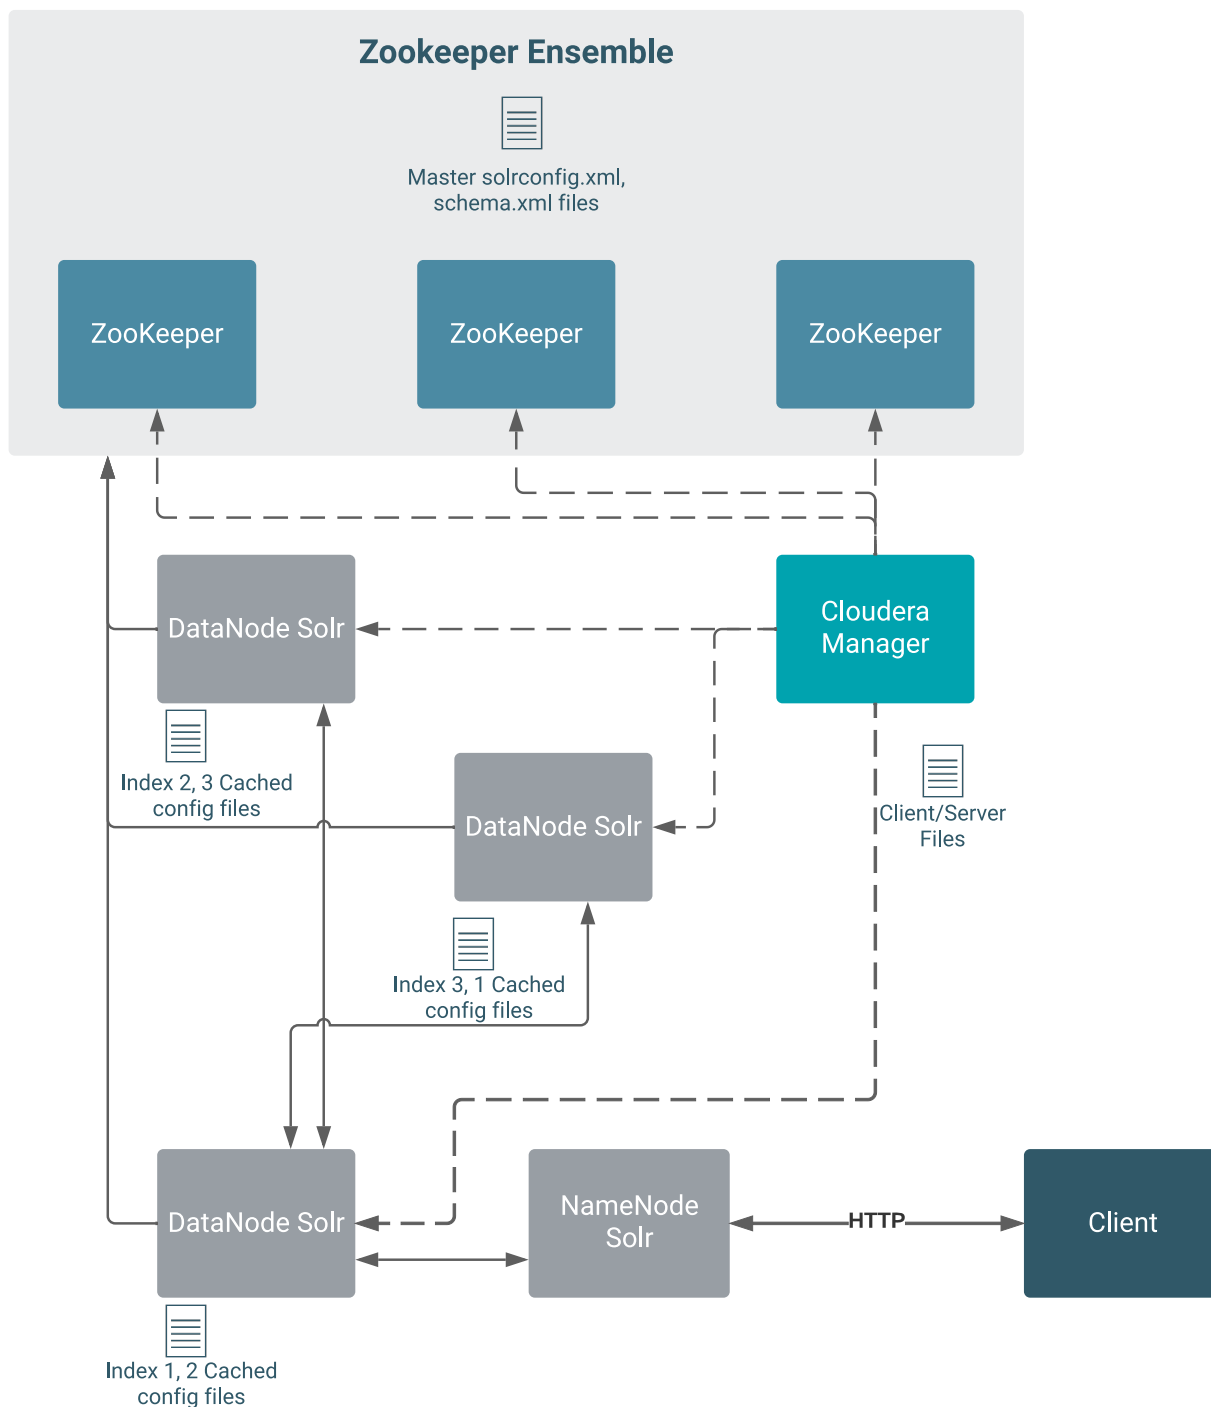 Zookeeper Ensemble
Master solrconfig.xml,
schema.xml files
ZooKeeper
ZooKeeper
ZooKeeper
DataNode Solr
Cloudera
Manager
Index 2, 3 Cached
config files
DataNode Solr
Client/Server
Files
Index 3, 1 Cached
config files
DataNode Solr
NameNode
Solr
HTTP
Client
Index 1, 2 Cached
config files